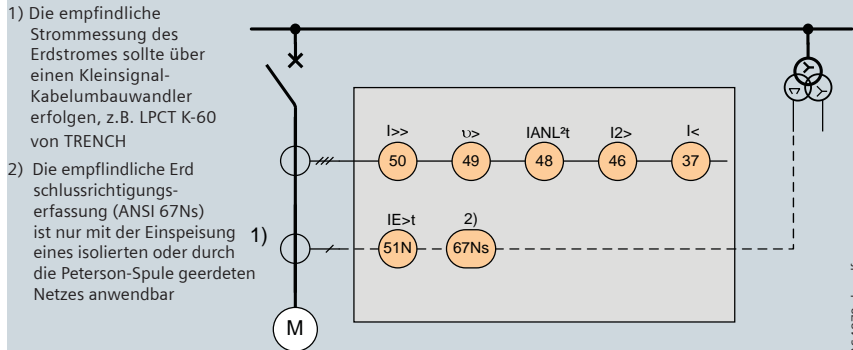 1) Die empfindliche
Strommessung des
Erdstromes sollte über
einen Kleinsignal-
Kabelumbauwandler
erfolgen, z.B. LPCT K-60
von TRENCH
2) Die empflindliche Erd
schlussrichtigungs-
erfassung (ANSI 67Ns)
ist nur mit der Einspeisung
eines isolierten oder durch
die Peterson-Spule geerdeten
Netzes anwendbar
I>> υ> IANL²t I2> I<
50 49 48 46 37
1) IE>t 2)
51N 67Ns
M